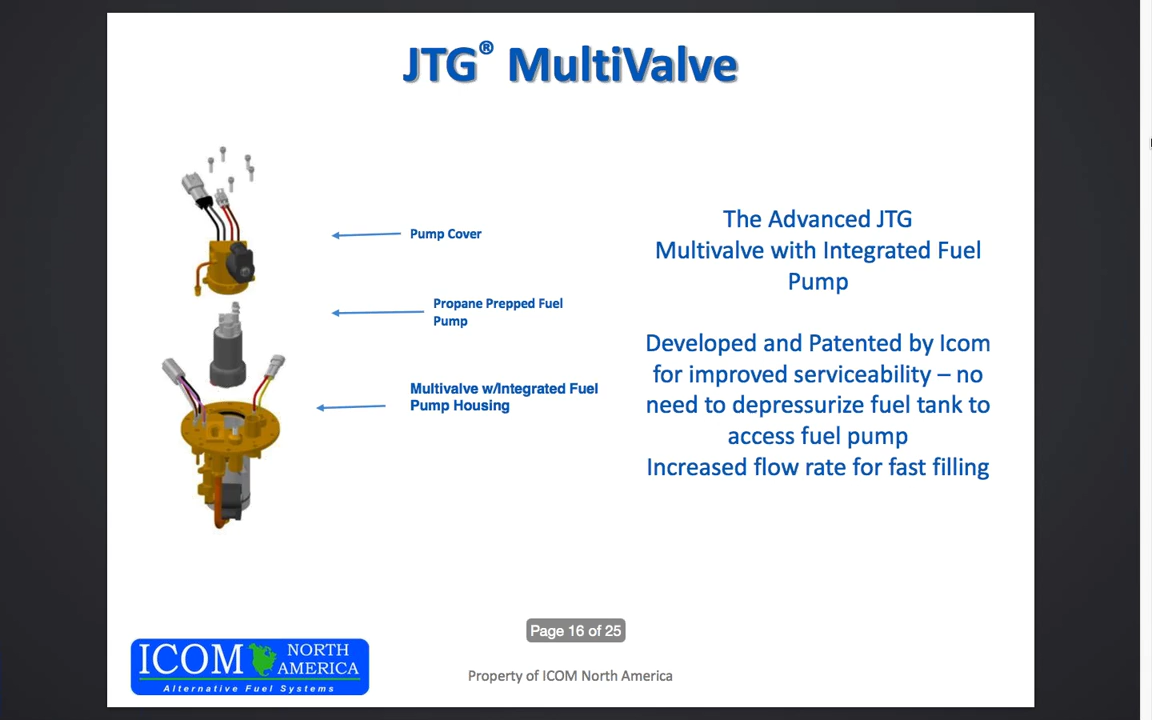 JTG® MultiValve
Pump Cover
Propane Prepped Fuel
Pump
Multivalve w/Integrated Fuel
Pump Housing
The Advanced JTG
Multivalve with Integrated Fuel
Pump
Developed and Patented by Icom
for improved serviceability – no
need to depressurize fuel tank to
access fuel pump
Increased flow rate for fast filling
Page 16 of 25
ICOM NORTH
AMERICA
Alternative Fuel Systems
Property of ICOM North America